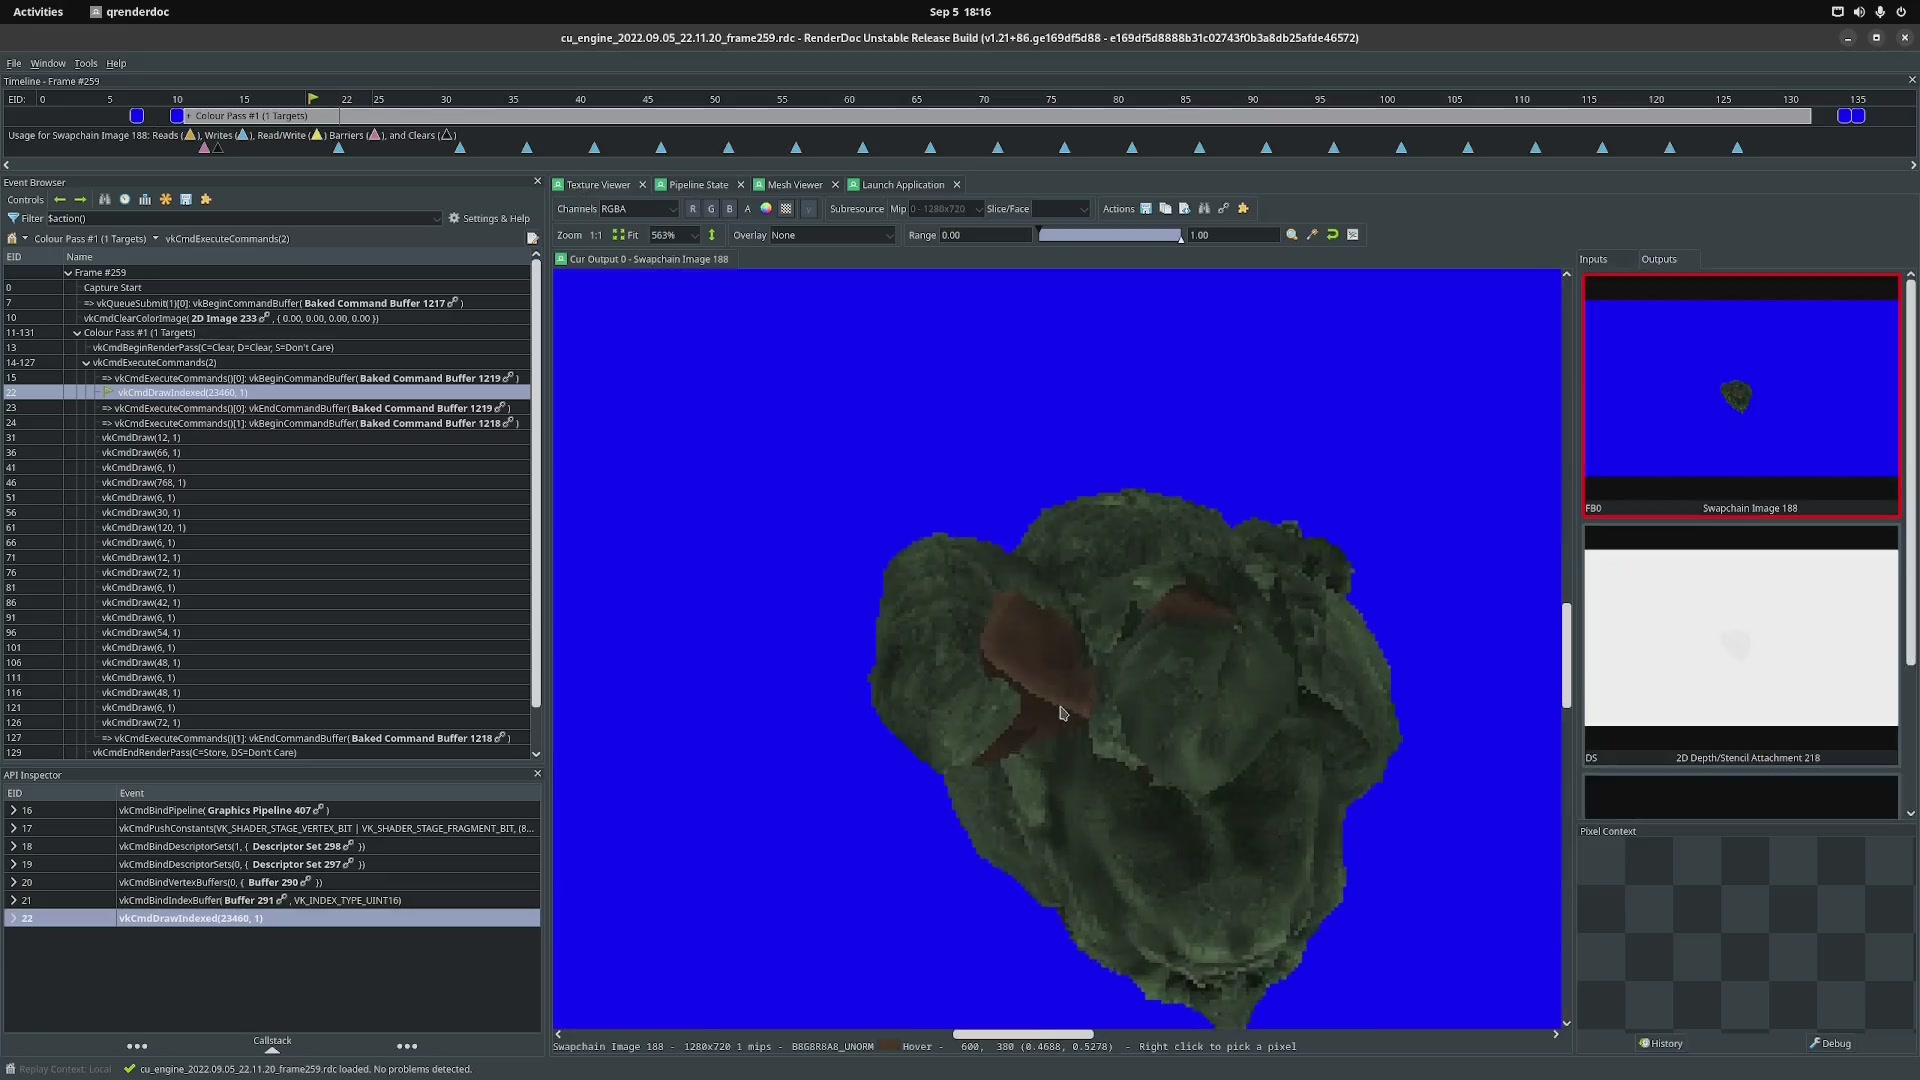 Activities qrenderdoc Sep 5 18:16
cu_engine_2022.09.05_22.11.20_frame259.rdc - RenderDoc Unstable Release Build (v1.21+86.ge169df5d88 - e169df5d8888b31c02743f0b3a8db25afde46572)
File Window Tools Help
Timeline - Frame #259
EID: 0 5 10 15 22 25 30 35 40 45 50 55 60 65 70 75 80 85 90 95 100 105 110 115 120 125 130 135
+ Colour Pass #1 (1 Targets)
Usage for Swapchain Image 188: Reads ( ), Writes ( ), Read/Write ( ) Barriers ( ), and Clears ( )
Event Browser
Controls
Filter $action() Settings & Help
Colour Pass #1 (1 Targets) vkCmdExecuteCommands(2)
EID Name
Frame #259
0 Capture Start
7 => vkQueueSubmit(1)[0]: vkBeginCommandBuffer( Baked Command Buffer 1217 )
10 vkCmdClearColorImage( 2D Image 233 , { 0.00, 0.00, 0.00, 0.00 })
11-131 Colour Pass #1 (1 Targets)
13 vkCmdBeginRenderPass(C=Clear, D=Clear, S=Don't Care)
14-127 vkCmdExecuteCommands(2)
15 => vkCmdExecuteCommands()[0]: vkBeginCommandBuffer( Baked Command Buffer 1219 )
22 vkCmdDrawIndexed(23460, 1)
23 => vkCmdExecuteCommands()[0]: vkEndCommandBuffer( Baked Command Buffer 1219 )
24 => vkCmdExecuteCommands()[1]: vkBeginCommandBuffer( Baked Command Buffer 1218 )
31 vkCmdDraw(12, 1)
36 vkCmdDraw(66, 1)
41 vkCmdDraw(6, 1)
46 vkCmdDraw(768, 1)
51 vkCmdDraw(6, 1)
56 vkCmdDraw(30, 1)
61 vkCmdDraw(120, 1)
66 vkCmdDraw(6, 1)
71 vkCmdDraw(12, 1)
76 vkCmdDraw(72, 1)
81 vkCmdDraw(6, 1)
86 vkCmdDraw(42, 1)
91 vkCmdDraw(6, 1)
96 vkCmdDraw(54, 1)
101 vkCmdDraw(6, 1)
106 vkCmdDraw(48, 1)
111 vkCmdDraw(6, 1)
116 vkCmdDraw(48, 1)
121 vkCmdDraw(6, 1)
126 vkCmdDraw(72, 1)
127 => vkCmdExecuteCommands()[1]: vkEndCommandBuffer( Baked Command Buffer 1218 )
129 vkCmdEndRenderPass(C=Store, DS=Don't Care)
API Inspector
EID Event
16 vkCmdBindPipeline( Graphics Pipeline 407 )
17 vkCmdPushConstants(VK_SHADER_STAGE_VERTEX_BIT | VK_SHADER_STAGE_FRAGMENT_BIT, (8...
18 vkCmdBindDescriptorSets(1, { Descriptor Set 298 })
19 vkCmdBindDescriptorSets(0, { Descriptor Set 297 })
20 vkCmdBindVertexBuffers(0, { Buffer 290 })
21 vkCmdBindIndexBuffer( Buffer 291 , VK_INDEX_TYPE_UINT16)
22 vkCmdDrawIndexed(23460, 1)
Callstack
Replay Context: Local cu_engine_2022.09.05_22.11.20_frame259.rdc loaded. No problems detected.
Texture Viewer Pipeline State Mesh Viewer Launch Application
Channels RGBA R G B A γ Subresource Mip 0 - 1280x720 Slice/Face Actions
Zoom 1:1 Fit 563% Overlay None Range 0.00 1.00
Cur Output 0 - Swapchain Image 188
Swapchain Image 188 - 1280x720 1 mips - B8G8R8A8_UNORM Hover - 600, 380 (0.4688, 0.5278) - Right click to pick a pixel
Inputs Outputs
FB0 Swapchain Image 188
DS 2D Depth/Stencil Attachment 218
Pixel Context
History Debug